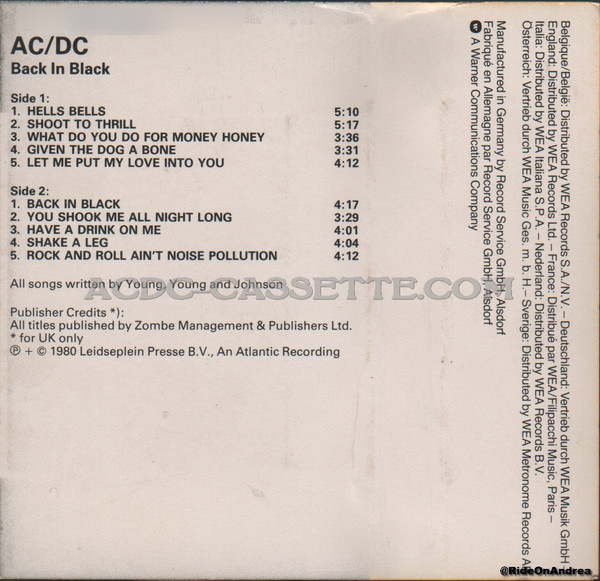 AC/DC
Back In Black
Side 1:
1. HELLS BELLS 5:10
2. SHOOT TO THRILL 5:17
3. WHAT DO YOU DO FOR MONEY HONEY 3:36
4. GIVEN THE DOG A BONE 3:31
5. LET ME PUT MY LOVE INTO YOU 4:12
Side 2:
1. BACK IN BLACK 4:17
2. YOU SHOOK ME ALL NIGHT LONG 3:29
3. HAVE A DRINK ON ME 4:01
4. SHAKE A LEG 4:04
5. ROCK AND ROLL AIN'T NOISE POLLUTION 4:12
All songs written by Young, Young and Johnson
ACDC-CASSETTE.COM
Publisher Credits *):
All titles published by Zombe Management & Publishers Ltd.
* for UK only
℗ + © 1980 Leidseplein Presse B.V., An Atlantic Recording
Belgique/België: Distributed by WEA Records S.A./N.V. – Deutschland: Vertrieb durch WEA Musik GmbH
England: Distributed by WEA Records Ltd. – France: Distribué par WEA/Filipacchi Music, Paris –
Italia: Distributed by WEA Italiana S.P.A. – Nederland: Distributed by WEA Records B.V.
Österreich: Vertrieb durch WEA Music Ges. m. b. H. – Sverige: Distributed by WEA Metronome Records A
Manufactured in Germany by Record Service GmbH, Alsdorf
Fabriqué en Allemagne par Record Service GmbH, Alsdorf
A Warner Communications Company
@RideOnAndrea